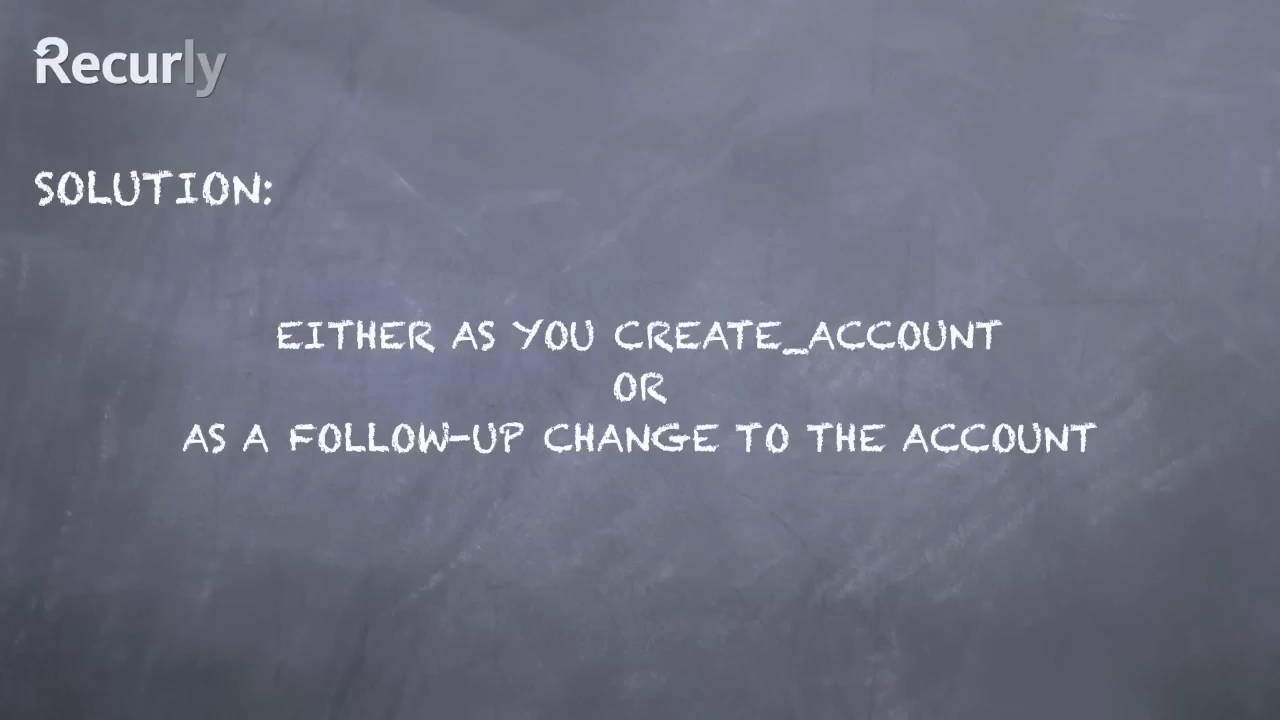 Recurly
SOLUTION:
EITHER AS YOU CREATE_ACCOUNT
OR
AS A FOLLOW-UP CHANGE TO THE ACCOUNT